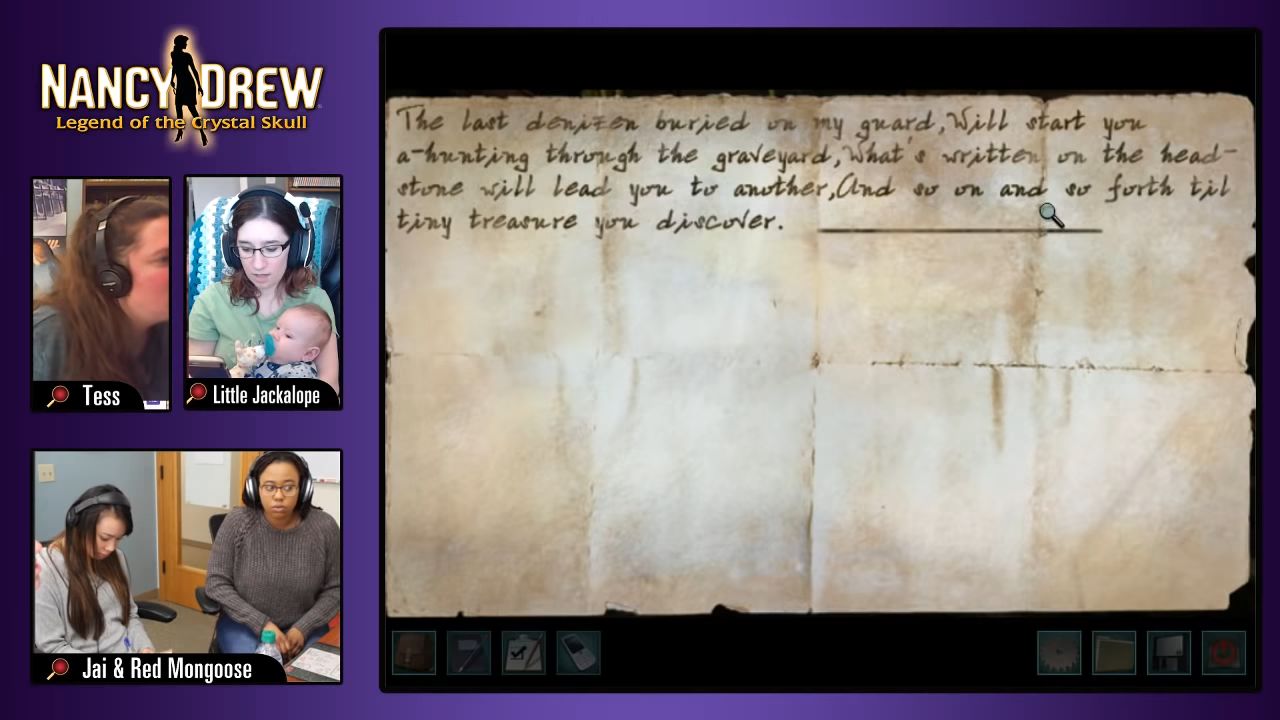 NANCY DREW
Legend of the Crystal Skull
The last denizen buried on my guard, Will start you
a-hunting through the graveyard, What's written on the head-
stone will lead you to another, And so on and so forth til
tiny treasure you discover.
Tess
Little Jackalope
Jai & Red Mongoose